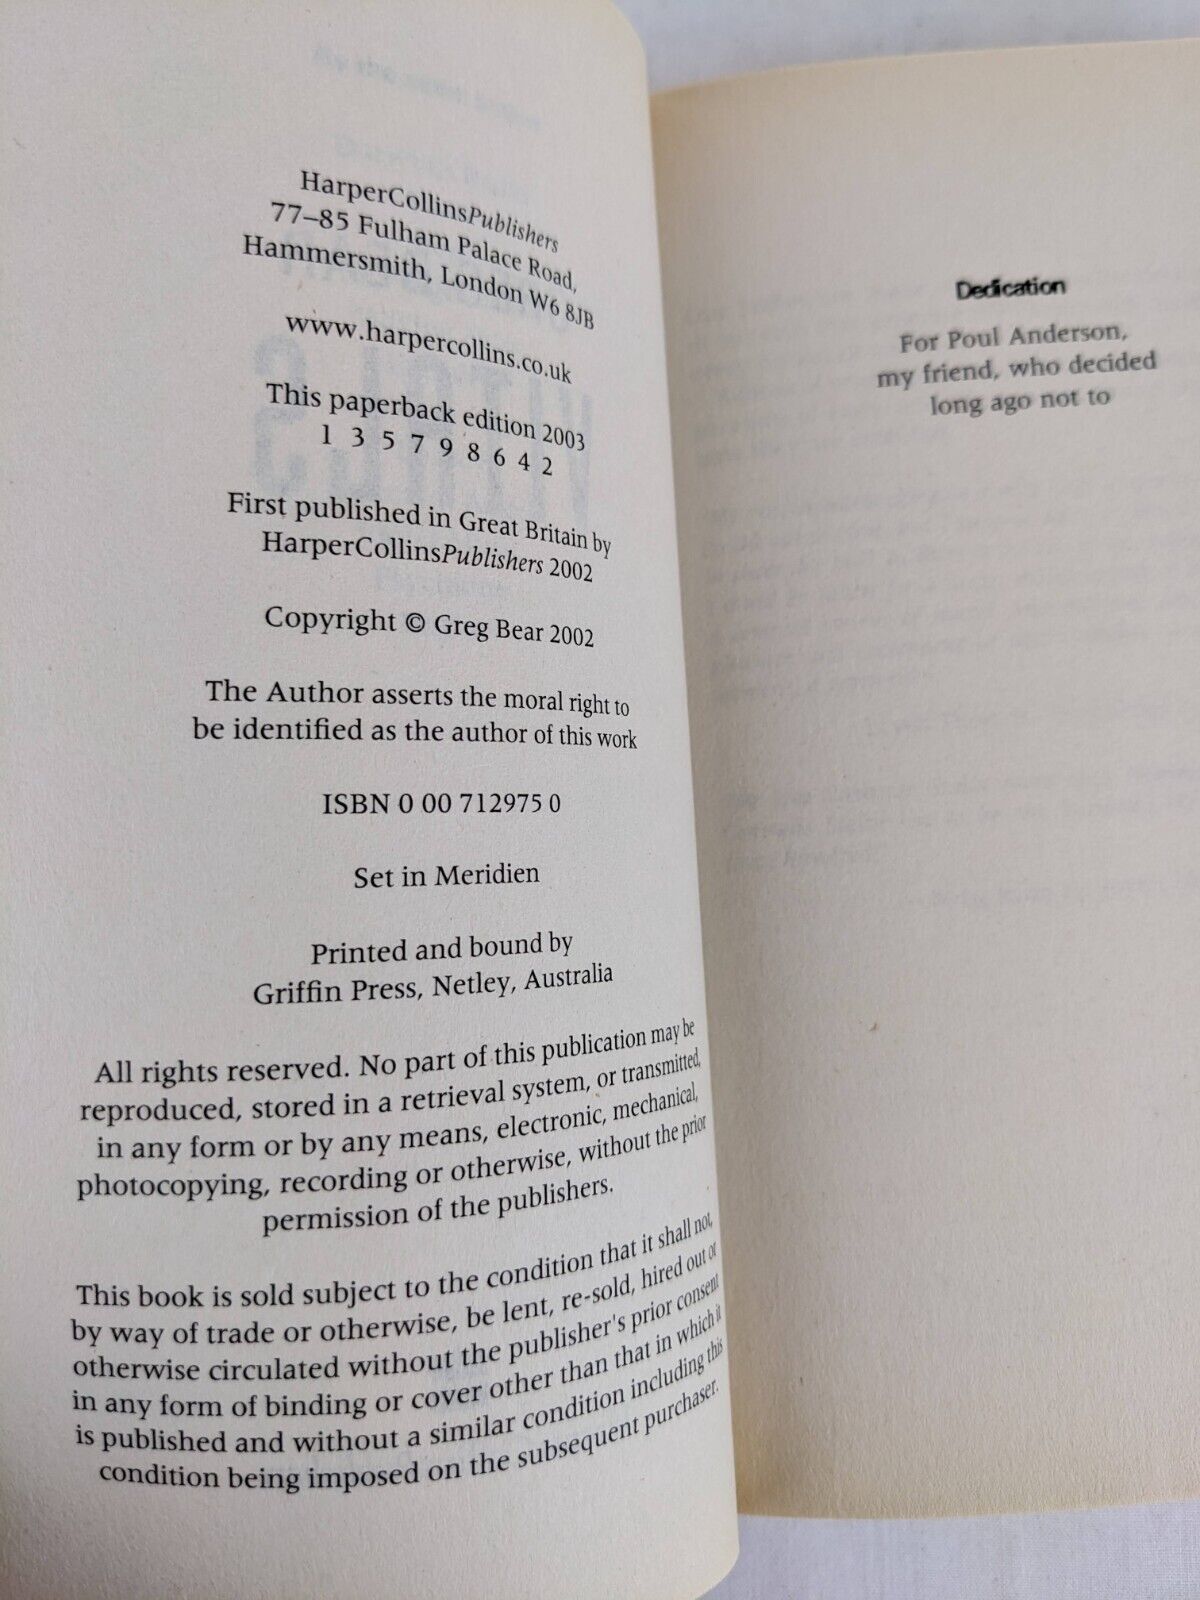 HarperCollinsPublishers
77–85 Fulham Palace Road,
Hammersmith, London W6 8JB
www.harpercollins.co.uk
This paperback edition 2003
1 3 5 7 9 8 6 4 2
First published in Great Britain by
HarperCollinsPublishers 2002
Copyright © Greg Bear 2002
The Author asserts the moral right to
be identified as the author of this work
ISBN 0 00 712975 0
Set in Meridien
Printed and bound by
Griffin Press, Netley, Australia
All rights reserved. No part of this publication may be
reproduced, stored in a retrieval system, or transmitted,
in any form or by any means, electronic, mechanical,
photocopying, recording or otherwise, without the prior
permission of the publishers.
This book is sold subject to the condition that it shall not,
by way of trade or otherwise, be lent, re-sold, hired out or
otherwise circulated without the publisher's prior consent
in any form of binding or cover other than that in which it
is published and without a similar condition including this
condition being imposed on the subsequent purchaser.
Dedication
For Poul Anderson,
my friend, who decided
long ago not to